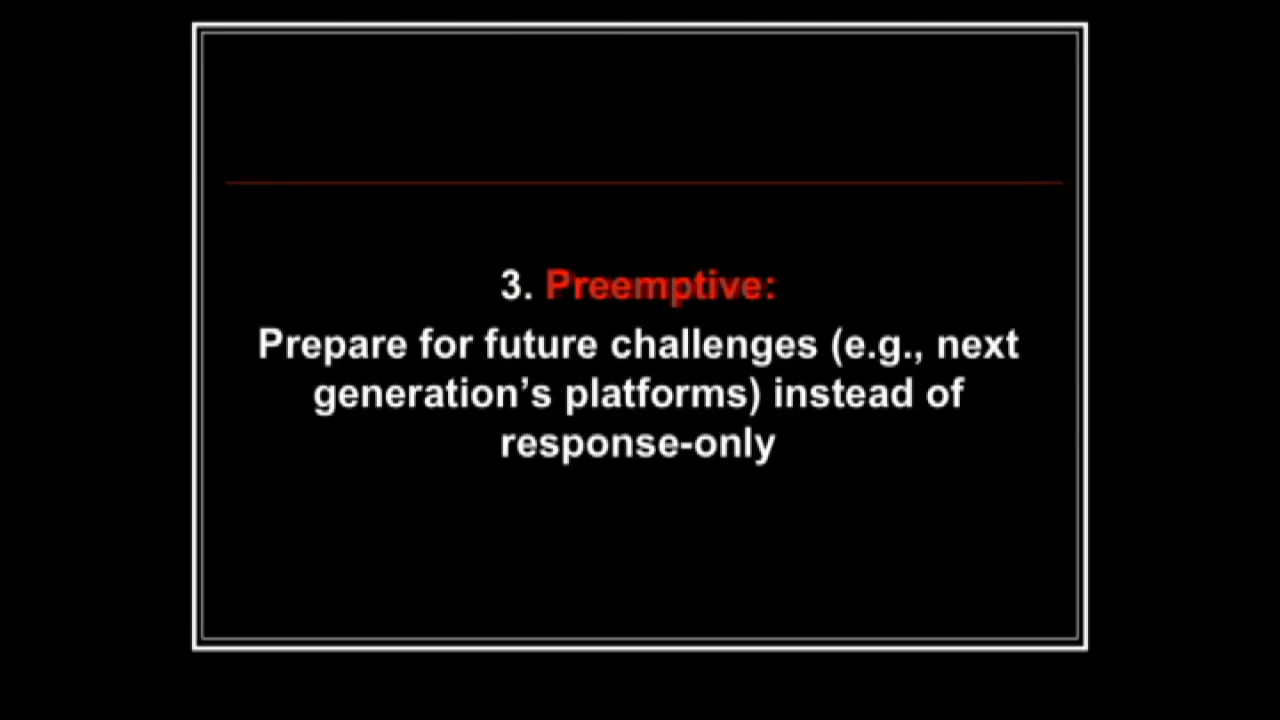 3. Preemptive:
Prepare for future challenges (e.g., next
generation’s platforms) instead of
response-only